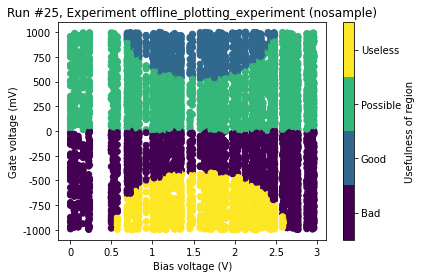 Run #25, Experiment offline_plotting_experiment (nosample)
1000
750
500
250
0
-250
-500
-750
-1000
Gate voltage (mV)
0
0.5
1
1.5
2
2.5
3
Bias voltage (V)
Useless
Possible
Good
Bad
Usefulness of region